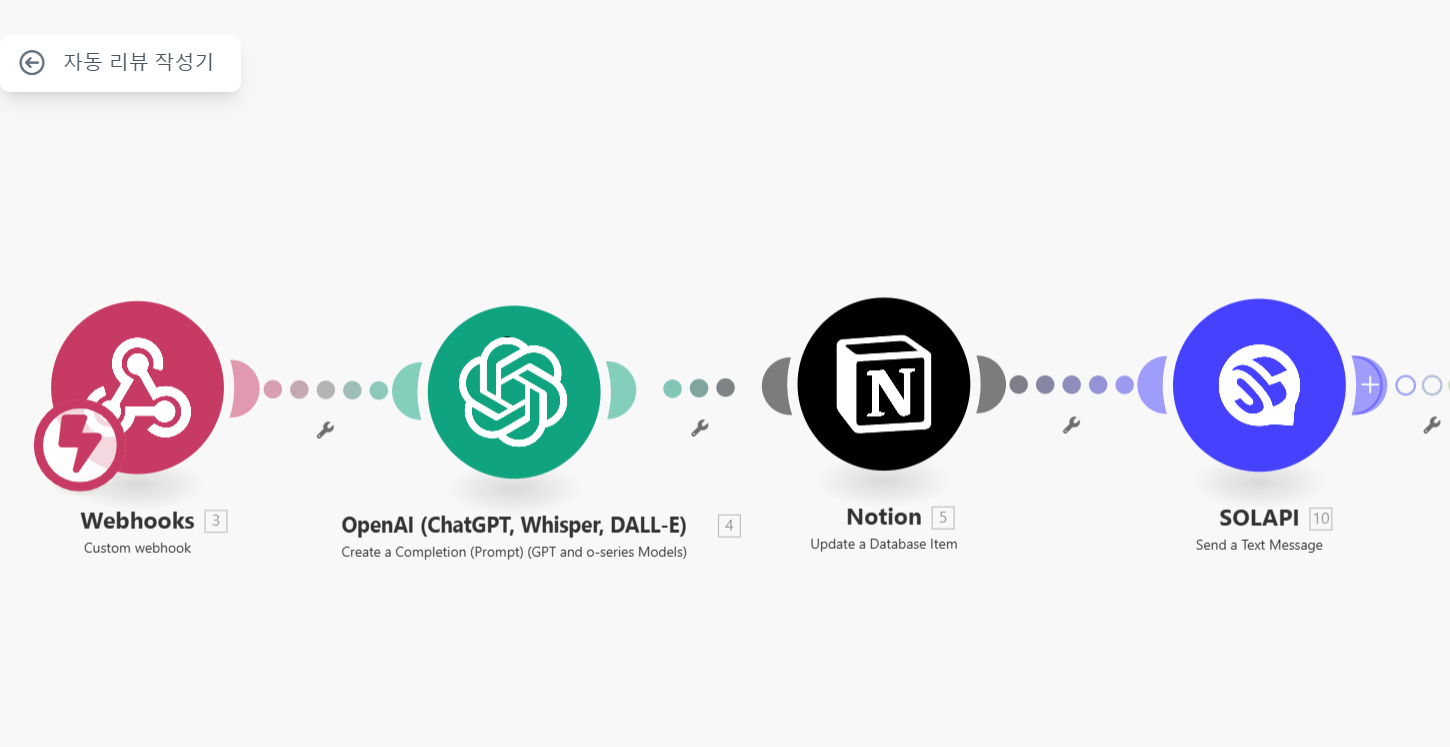 자동 리뷰 작성기
Webhooks 3
Custom webhook
OpenAI (ChatGPT, Whisper, DALL-E) 4
Create a Completion (Prompt) (GPT and o-series Models)
Notion 5
Update a Database Item
SOLAPI 10
Send a Text Message